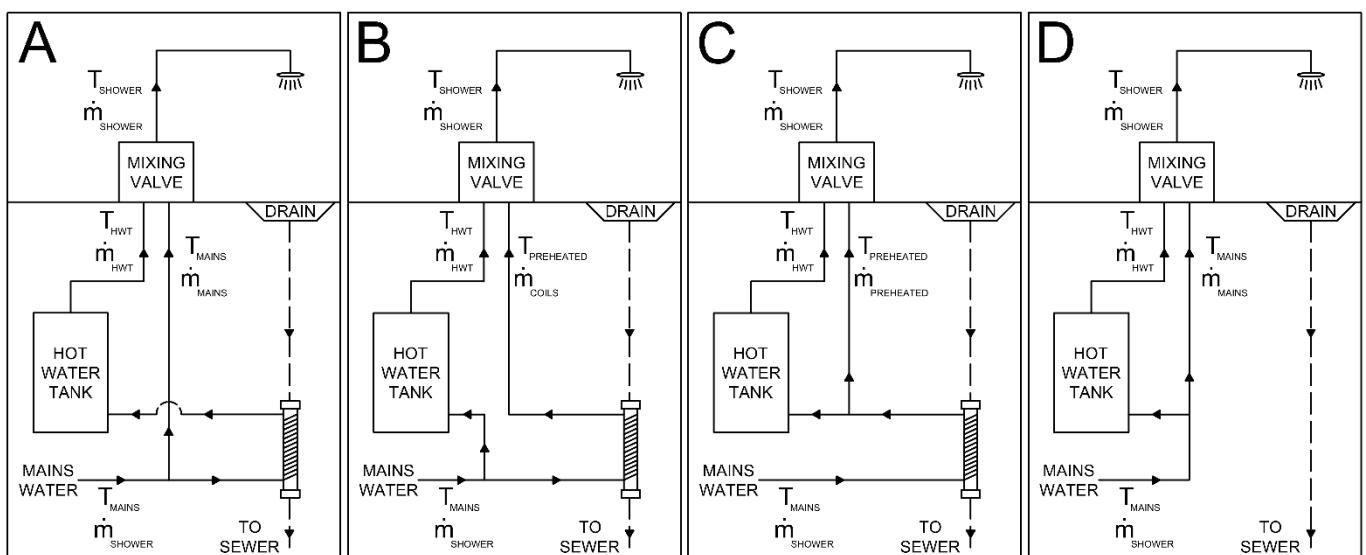 A
T SHOWER
ṁ SHOWER
MIXING
VALVE
DRAIN
T HWT
ṁ HWT
T MAINS
ṁ MAINS
HOT
WATER
TANK
MAINS
WATER
T MAINS
ṁ SHOWER
TO
SEWER
B
T SHOWER
ṁ SHOWER
MIXING
VALVE
DRAIN
T HWT
ṁ HWT
T PREHEATED
ṁ COILS
HOT
WATER
TANK
MAINS
WATER
T MAINS
ṁ SHOWER
TO
SEWER
C
T SHOWER
ṁ SHOWER
MIXING
VALVE
DRAIN
T HWT
ṁ HWT
T PREHEATED
ṁ PREHEATED
HOT
WATER
TANK
MAINS
WATER
T MAINS
ṁ SHOWER
TO
SEWER
D
T SHOWER
ṁ SHOWER
MIXING
VALVE
DRAIN
T HWT
ṁ HWT
T MAINS
ṁ MAINS
HOT
WATER
TANK
MAINS
WATER
T MAINS
ṁ SHOWER
TO
SEWER